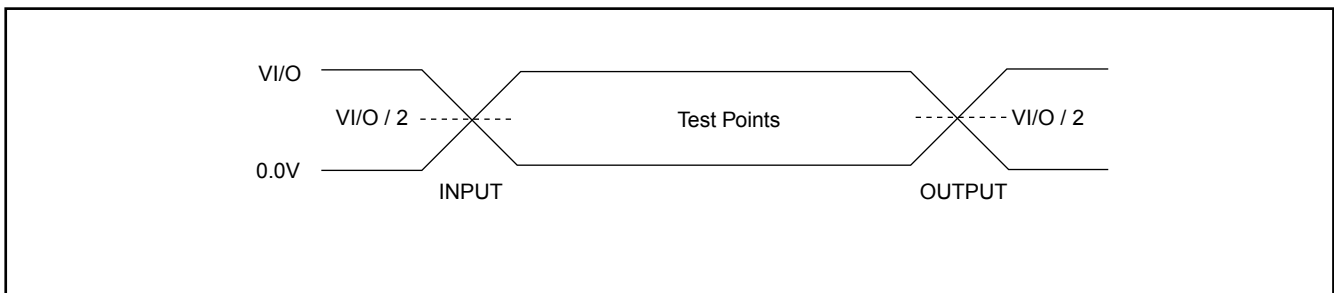 VI/O
VI/O / 2
Test Points
VI/O / 2
0.0V
INPUT
OUTPUT